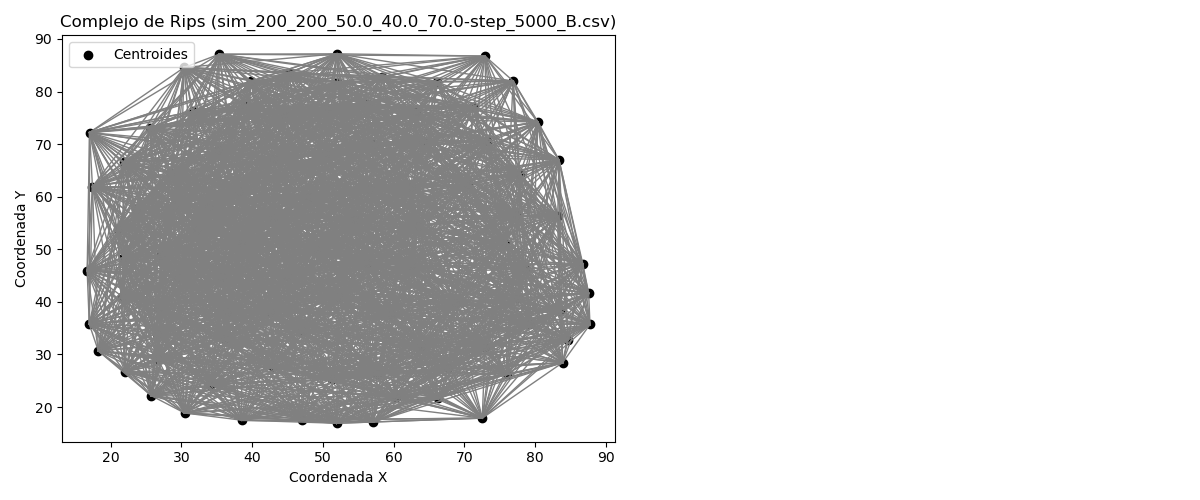 Complejo de Rips (sim_200_200_50.0_40.0_70.0-step_5000_B.csv)
Centroides
90
80
70
60
50
40
30
20
Coordenada Y
20 30 40 50 60 70 80 90
Coordenada X